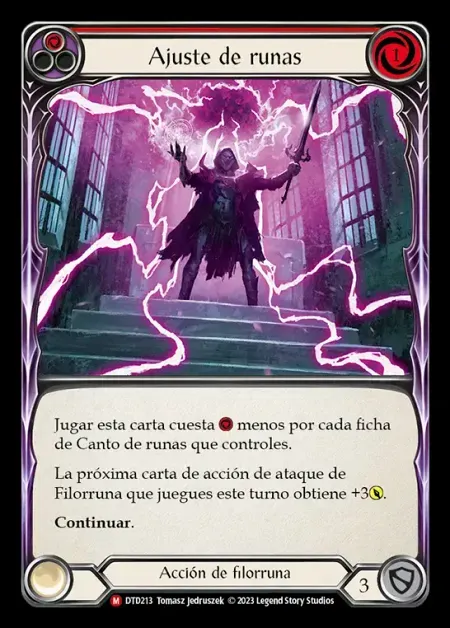 Ajuste de runas
1
Jugar esta carta cuesta menos por cada ficha
de Canto de runas que controles.
La próxima carta de acción de ataque de
Filorruna que juegues este turno obtiene +3.
Continuar.
Acción de filorruna
3
M DTD213 Tomasz Jedruszek © 2023 Legend Story Studios